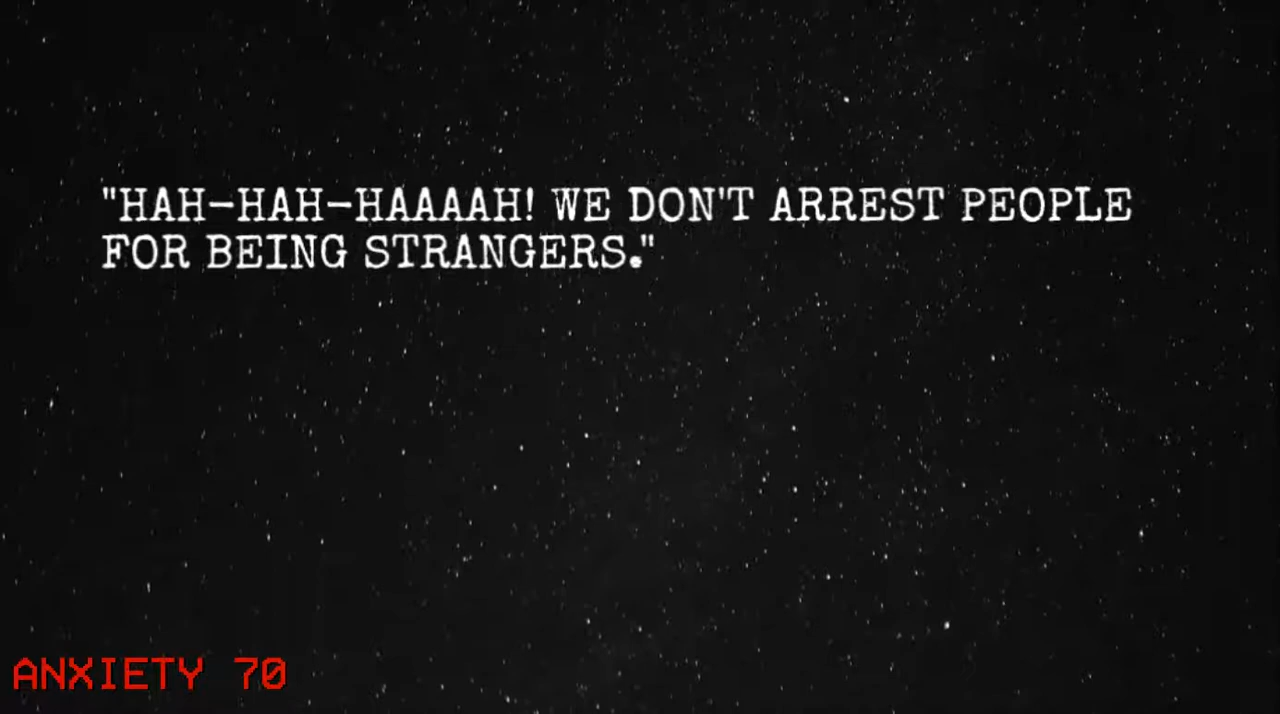 "HAH-HAH-HAAAAH! WE DON'T ARREST PEOPLE
FOR BEING STRANGERS."
ANXIETY 70